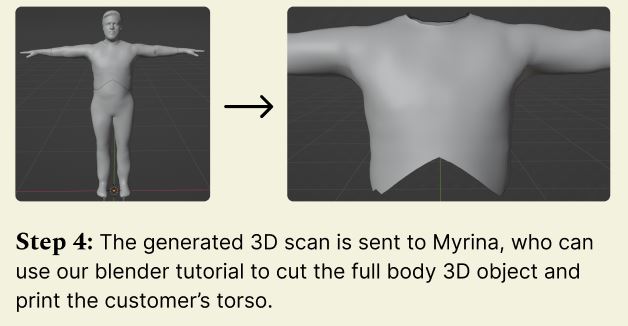 Step 4: The generated 3D scan is sent to Myrina, who can
use our blender tutorial to cut the full body 3D object and
print the customer’s torso.